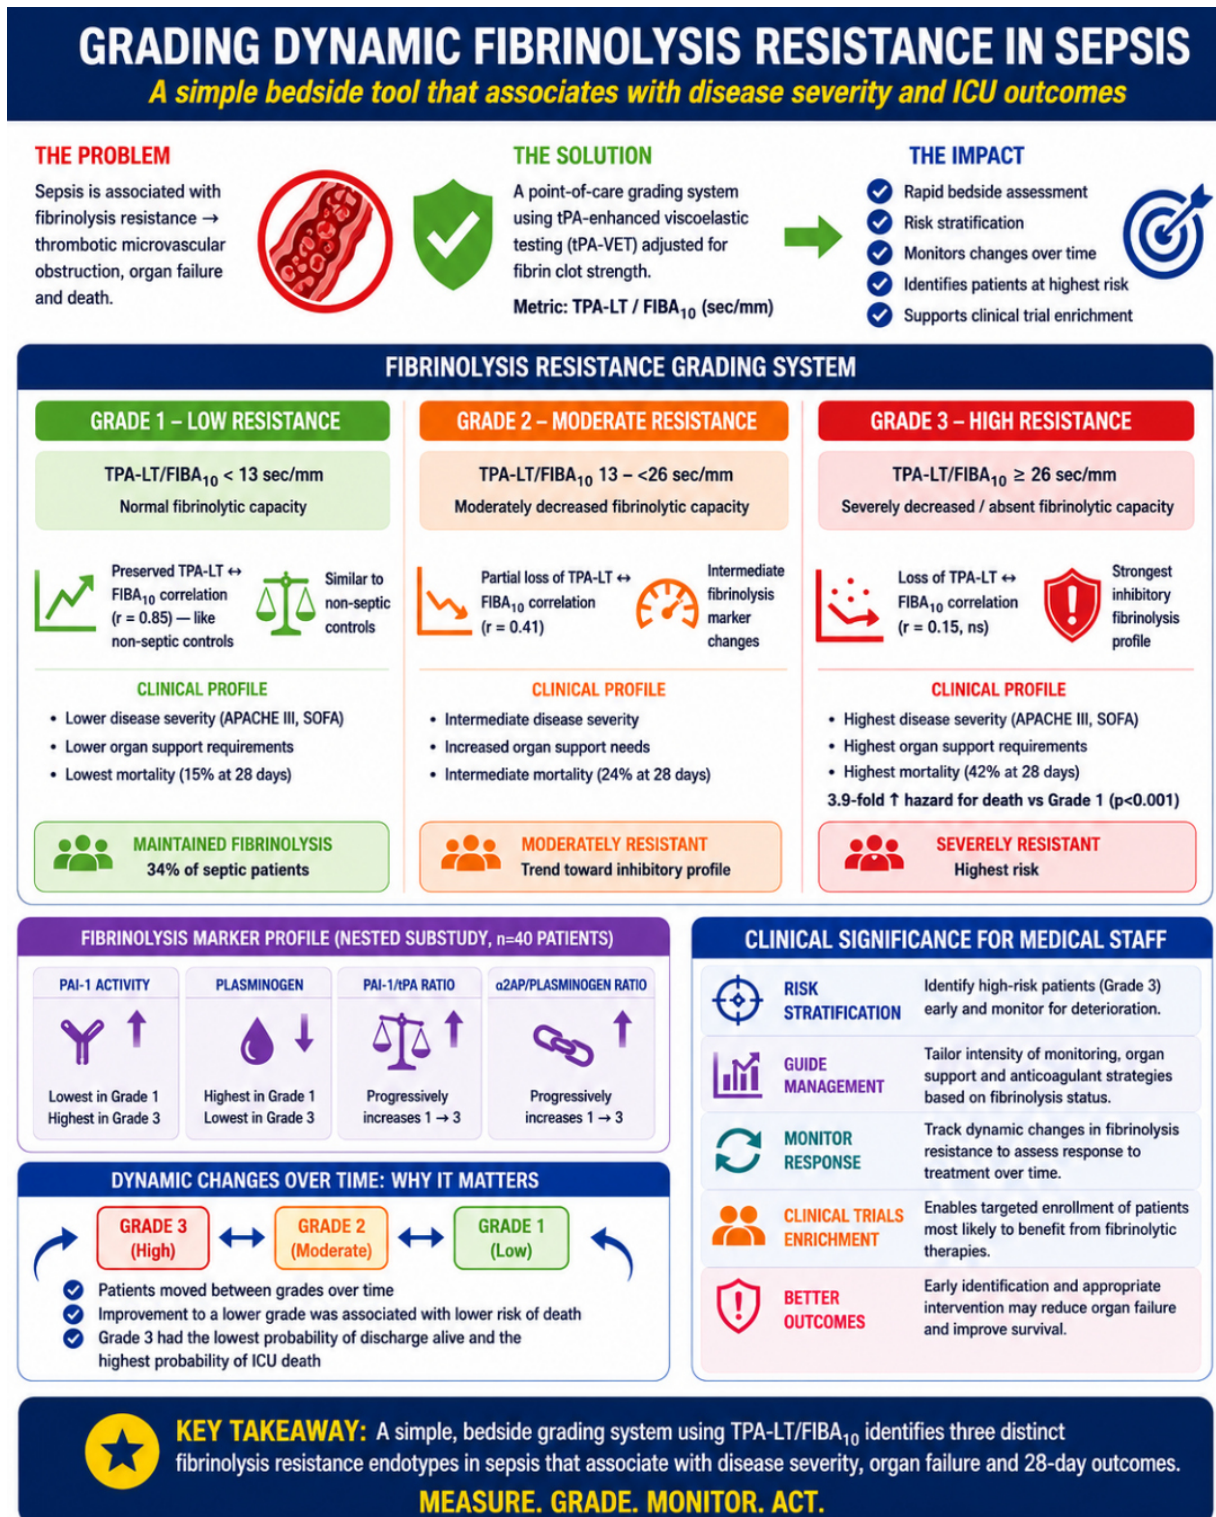 GRADING DYNAMIC FIBRINOLYSIS RESISTANCE IN SEPSIS
A simple bedside tool that associates with disease severity and ICU outcomes
THE PROBLEM
Sepsis is associated with
fibrinolysis resistance →
thrombotic microvascular
obstruction, organ failure
and death.
THE SOLUTION
A point-of-care grading system
using tPA-enhanced viscoelastic
testing (tPA-VET) adjusted for
fibrin clot strength.
Metric: TPA-LT / FIBA₁₀ (sec/mm)
THE IMPACT
Rapid bedside assessment
Risk stratification
Monitors changes over time
Identifies patients at highest risk
Supports clinical trial enrichment
FIBRINOLYSIS RESISTANCE GRADING SYSTEM
GRADE 1 – LOW RESISTANCE
TPA-LT/FIBA₁₀ < 13 sec/mm
Normal fibrinolytic capacity
Preserved TPA-LT ↔
FIBA₁₀ correlation
(r = 0.85) — like
non-septic controls
Similar to
non-septic
controls
CLINICAL PROFILE
• Lower disease severity (APACHE III, SOFA)
• Lower organ support requirements
• Lowest mortality (15% at 28 days)
MAINTAINED FIBRINOLYSIS
34% of septic patients
GRADE 2 – MODERATE RESISTANCE
TPA-LT/FIBA₁₀ 13 – <26 sec/mm
Moderately decreased fibrinolytic capacity
Partial loss of TPA-LT ↔
FIBA₁₀ correlation
(r = 0.41)
Intermediate
fibrinolysis
marker
changes
CLINICAL PROFILE
• Intermediate disease severity
• Increased organ support needs
• Intermediate mortality (24% at 28 days)
MODERATELY RESISTANT
Trend toward inhibitory profile
GRADE 3 – HIGH RESISTANCE
TPA-LT/FIBA₁₀ ≥ 26 sec/mm
Severely decreased / absent fibrinolytic capacity
Loss of TPA-LT ↔
FIBA₁₀ correlation
(r = 0.15, ns)
Strongest
inhibitory
fibrinolysis
profile
CLINICAL PROFILE
• Highest disease severity (APACHE III, SOFA)
• Highest organ support requirements
• Highest mortality (42% at 28 days)
3.9-fold ↑ hazard for death vs Grade 1 (p<0.001)
SEVERELY RESISTANT
Highest risk
FIBRINOLYSIS MARKER PROFILE (NESTED SUBSTUDY, n=40 PATIENTS)
PAI-1 ACTIVITY
Lowest in Grade 1
Highest in Grade 3
PLASMINOGEN
Highest in Grade 1
Lowest in Grade 3
PAI-1/tPA RATIO
Progressively
increases 1 → 3
α2AP/PLASMINOGEN RATIO
Progressively
increases 1 → 3
DYNAMIC CHANGES OVER TIME: WHY IT MATTERS
GRADE 3
(High)
GRADE 2
(Moderate)
GRADE 1
(Low)
Patients moved between grades over time
Improvement to a lower grade was associated with lower risk of death
Grade 3 had the lowest probability of discharge alive and the
highest probability of ICU death
CLINICAL SIGNIFICANCE FOR MEDICAL STAFF
RISK
STRATIFICATION
Identify high-risk patients (Grade 3)
early and monitor for deterioration.
GUIDE
MANAGEMENT
Tailor intensity of monitoring, organ
support and anticoagulant strategies
based on fibrinolysis status.
MONITOR
RESPONSE
Track dynamic changes in fibrinolysis
resistance to assess response to
treatment over time.
CLINICAL TRIALS
ENRICHMENT
Enables targeted enrollment of patients
most likely to benefit from fibrinolytic
therapies.
BETTER
OUTCOMES
Early identification and appropriate
intervention may reduce organ failure
and improve survival.
KEY TAKEAWAY: A simple, bedside grading system using TPA-LT/FIBA₁₀ identifies three distinct
fibrinolysis resistance endotypes in sepsis that associate with disease severity, organ failure and 28-day outcomes.
MEASURE. GRADE. MONITOR. ACT.